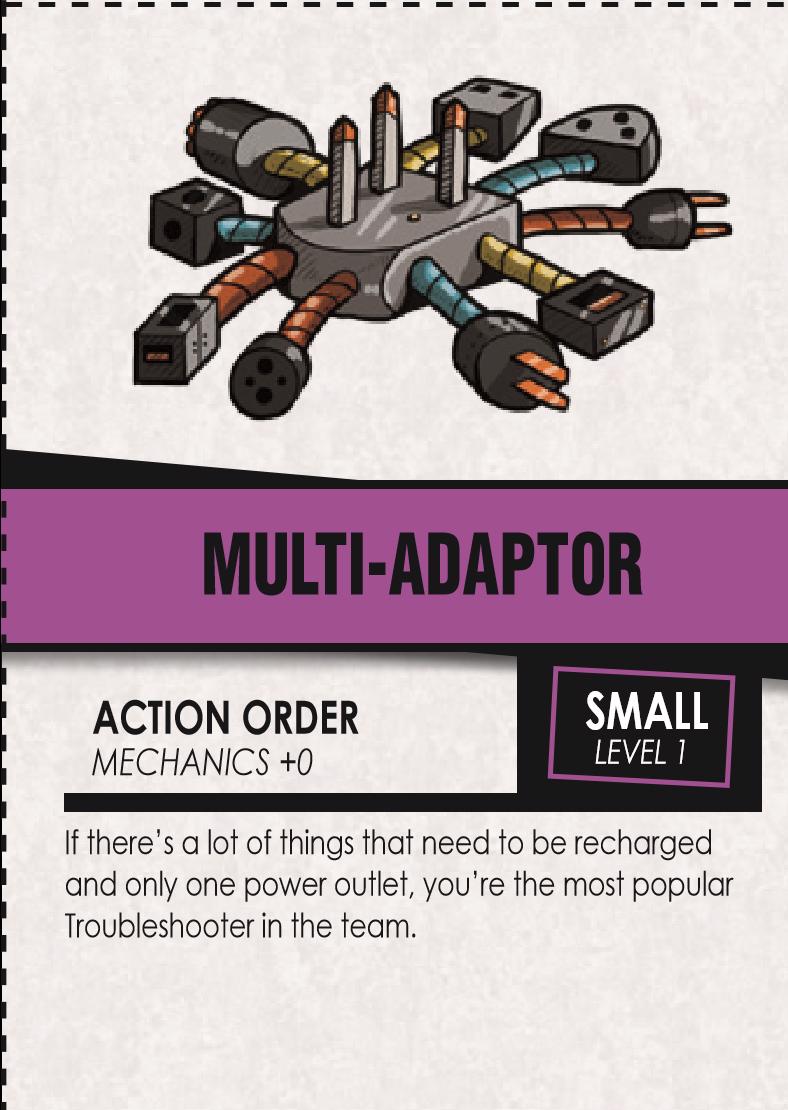 MULTI-ADAPTOR
ACTION ORDER
MECHANICS +0
SMALL
LEVEL 1
If there’s a lot of things that need to be recharged
and only one power outlet, you’re the most popular
Troubleshooter in the team.